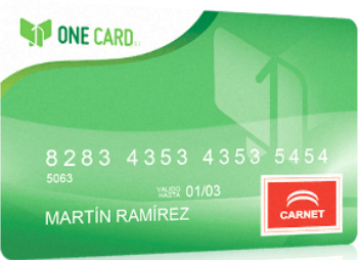 ONE CARD
8283 4353 4353 5454
5063
VALIDO
HASTA 01/03
MARTÍN RAMÍREZ
CARNET